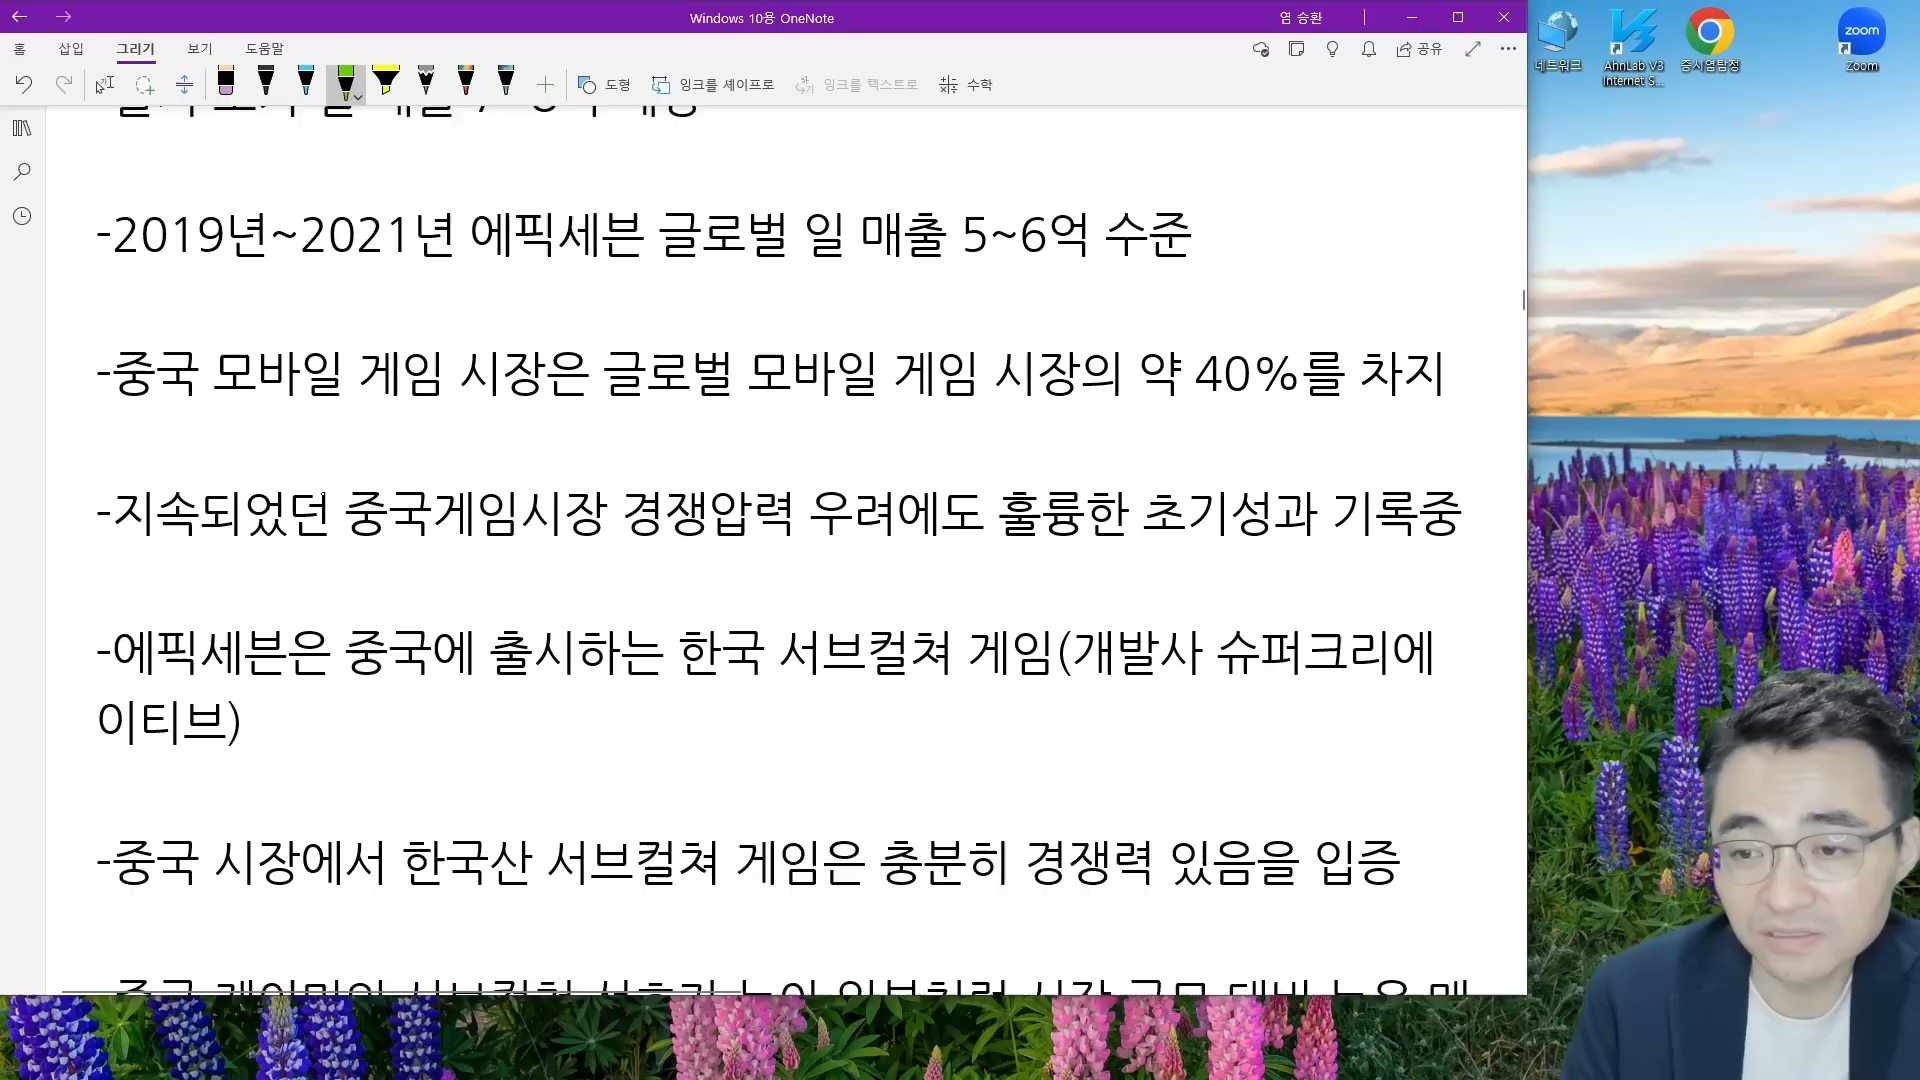 Windows 10용 OneNote
염 승환
홈 삽입 그리기 보기 도움말
공유
도형 잉크를 셰이프로 잉크를 텍스트로 수학
-2019년~2021년 에픽세븐 글로벌 일 매출 5~6억 수준
-중국 모바일 게임 시장은 글로벌 모바일 게임 시장의 약 40%를 차지
-지속되었던 중국게임시장 경쟁압력 우려에도 훌륭한 초기성과 기록중
-에픽세븐은 중국에 출시하는 한국 서브컬쳐 게임(개발사 슈퍼크리에
이티브)
-중국 시장에서 한국산 서브컬쳐 게임은 충분히 경쟁력 있음을 입증
네트워크
AhnLab V3
Internet S...
증시염탐정
zoom
Zoom